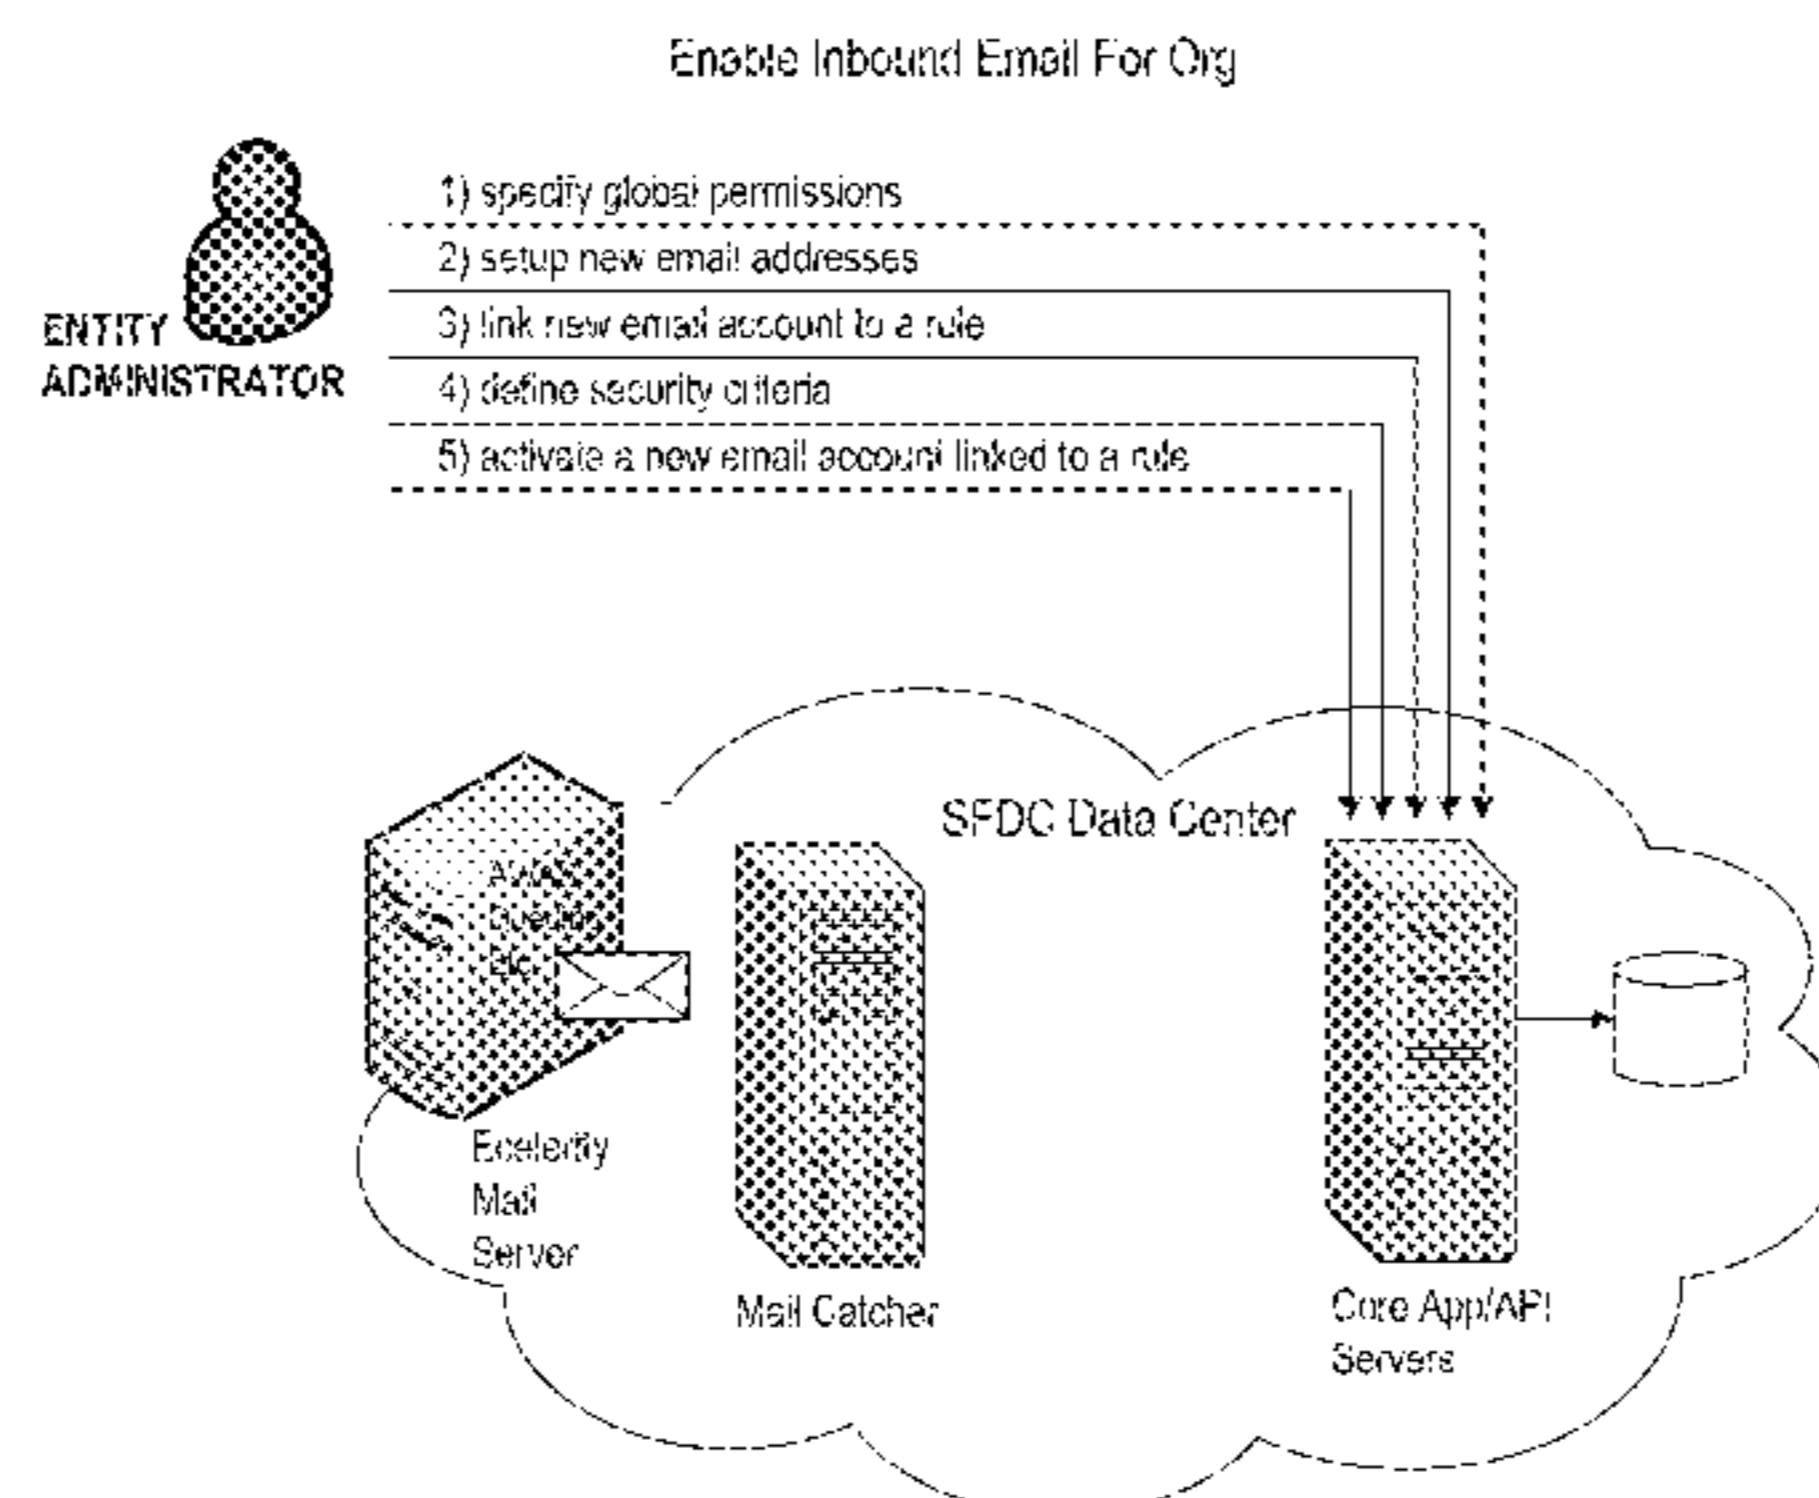 Enable Inbound Email For Org
1) specify global permissions
2) setup new email addresses
3) link new email account to a rule
4) define security criteria
5) activate a new email account linked to a rule
ENTITY
ADMINISTRATOR
SFDC Data Center
Etc
Ecelerity
Mail
Server
Mail Catcher
Core App/API
Servers